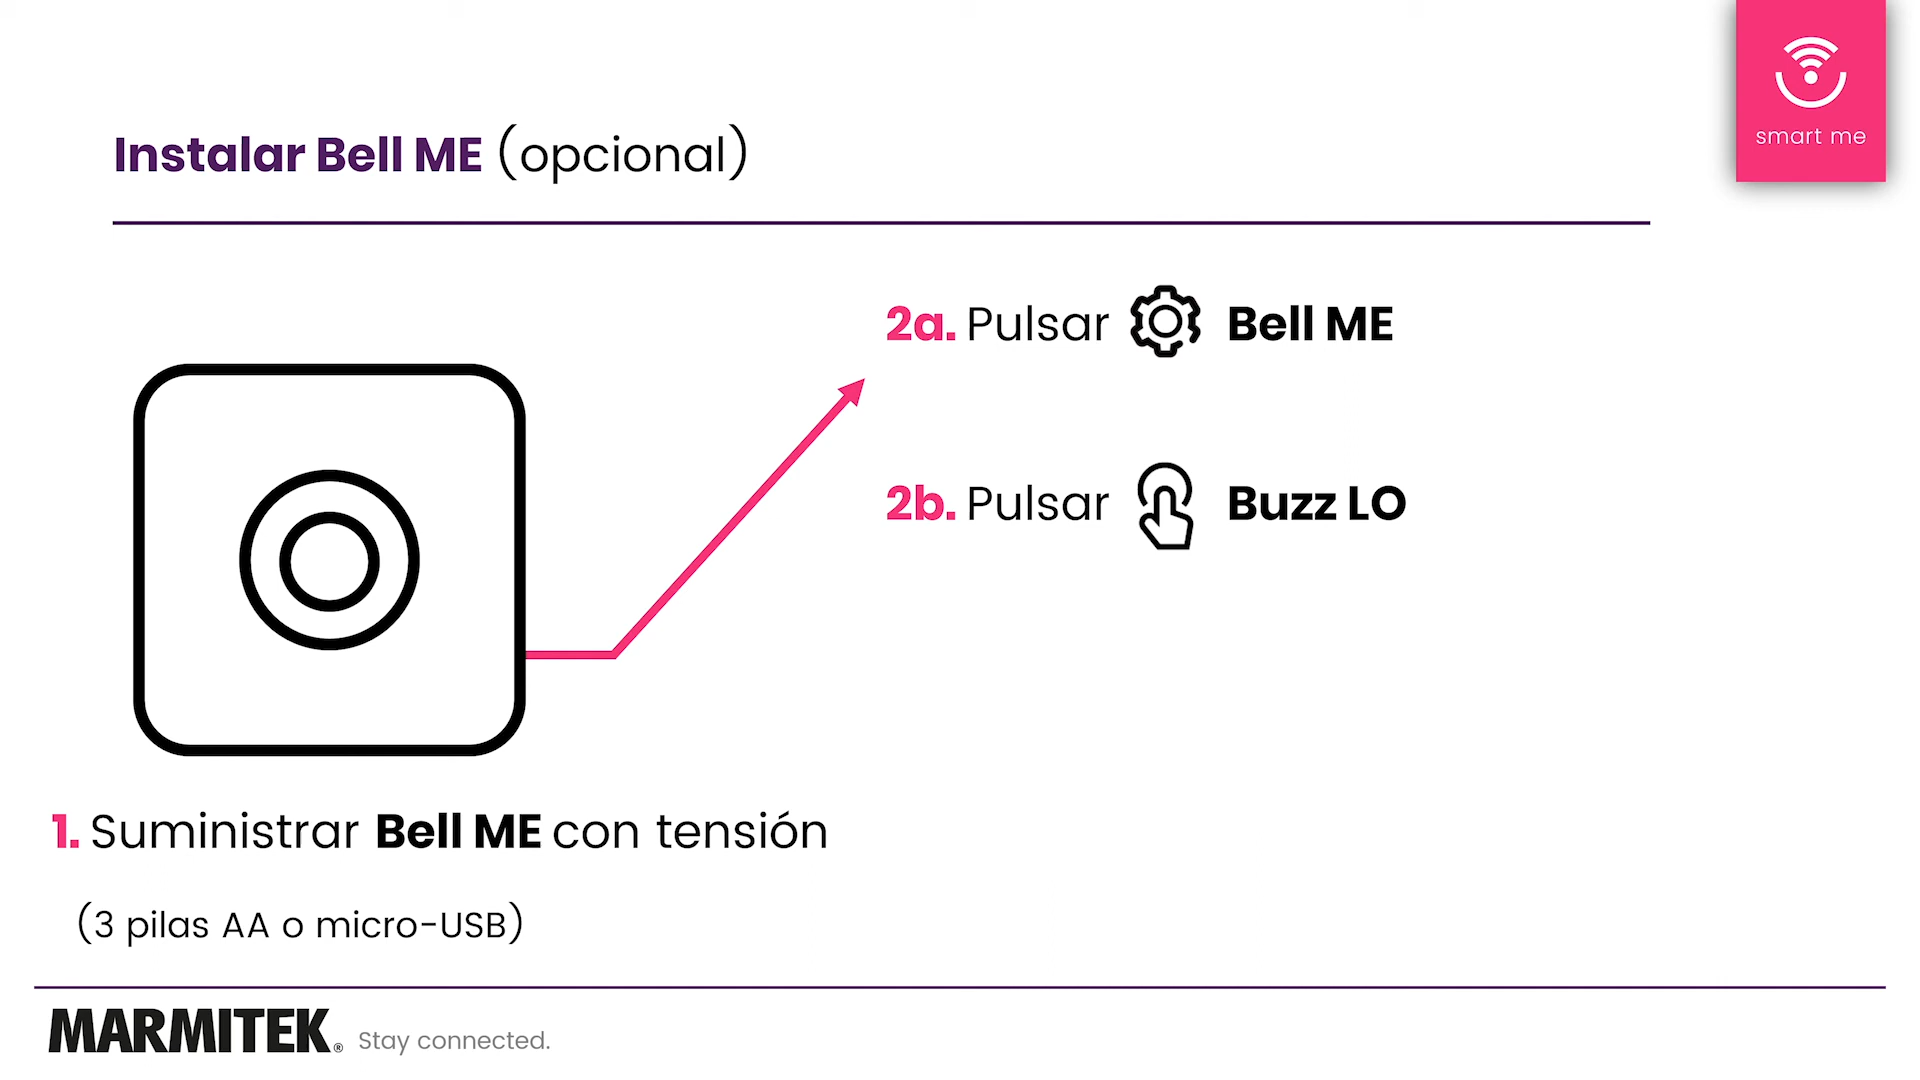 smart me
Instalar Bell ME (opcional)
2a. Pulsar Bell ME
2b. Pulsar Buzz LO
1. Suministrar Bell ME con tensión
(3 pilas AA o micro-USB)
MARMITEK® Stay connected.